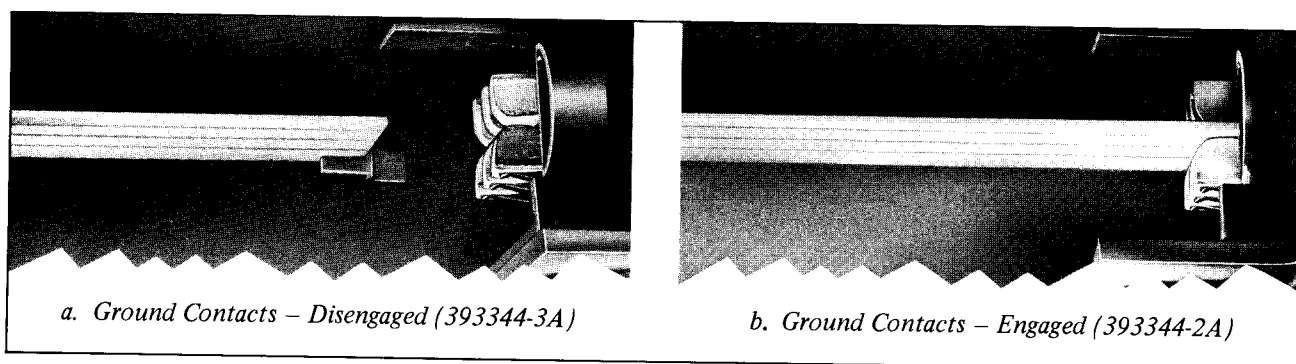 a. Ground Contacts – Disengaged (393344-3A)
b. Ground Contacts – Engaged (393344-2A)